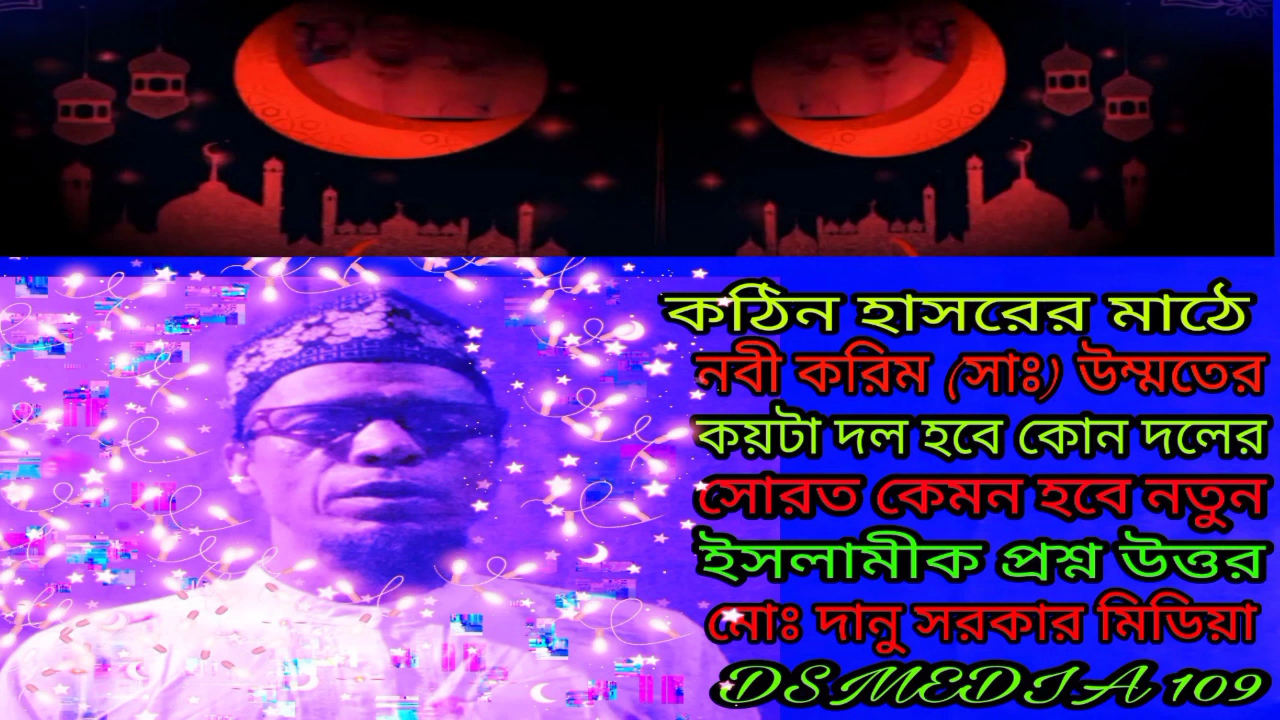 কঠিন হাসরের মাঠে
নবী করিম (সাঃ) উম্মতের
কয়টা দল হবে কোন দলের
সোরত কেমন হবে নতুন
ইসলামীক প্রশ্ন উত্তর
মোঃ দানু সরকার মিডিয়া
DS MEDIA 109